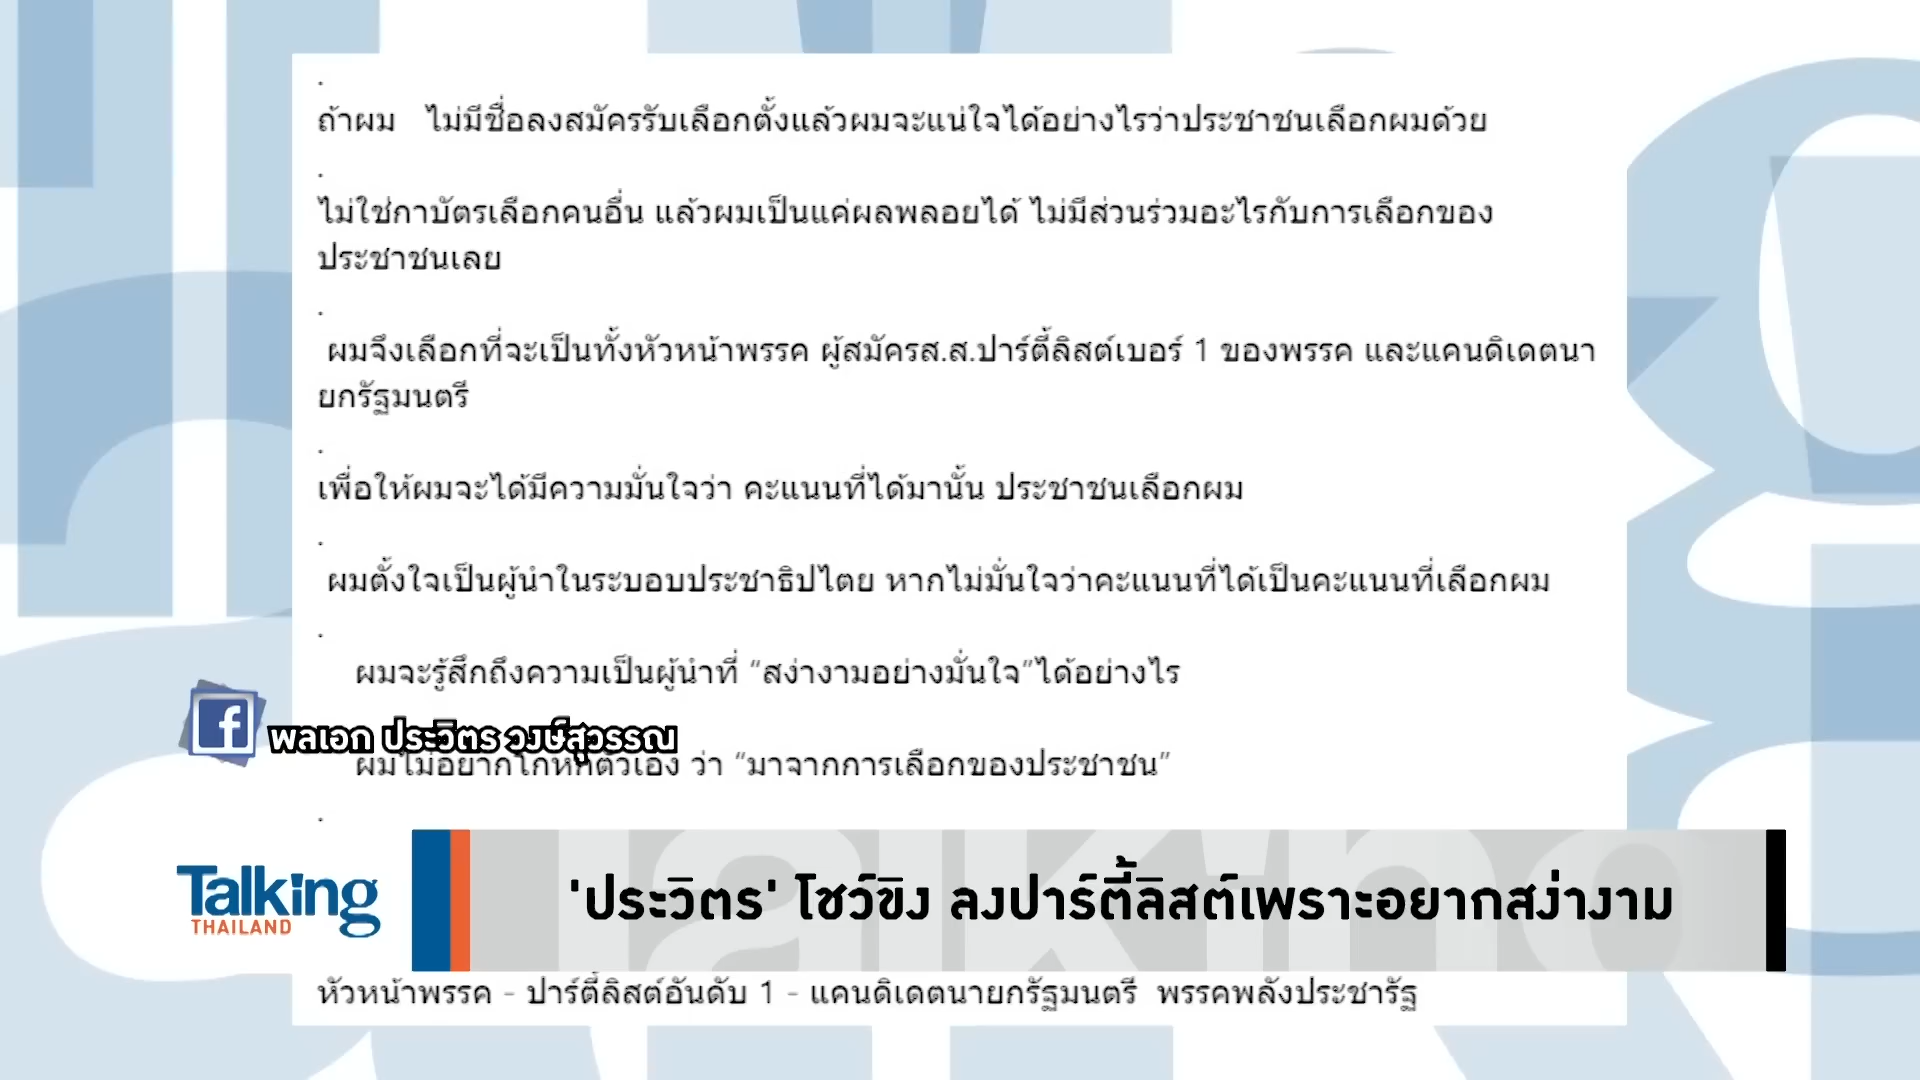 .
ถ้าผม ไม่มีชื่อลงสมัครรับเลือกตั้งแล้วผมจะแน่ใจได้อย่างไรว่าประชาชนเลือกผมด้วย
.
ไม่ใช่กาบัตรเลือกคนอื่น แล้วผมเป็นแค่ผลพลอยได้ ไม่มีส่วนร่วมอะไรกับการเลือกของ
ประชาชนเลย
.
ผมจึงเลือกที่จะเป็นทั้งหัวหน้าพรรค ผู้สมัครส.ส.ปาร์ตี้ลิสต์เบอร์ 1 ของพรรค และแคนดิเดตนา
ยกรัฐมนตรี
.
เพื่อให้ผมจะได้มีความมั่นใจว่า คะแนนที่ได้มานั้น ประชาชนเลือกผม
.
ผมตั้งใจเป็นผู้นำในระบอบประชาธิปไตย หากไม่มั่นใจว่าคะแนนที่ได้เป็นคะแนนที่เลือกผม
.
ผมจะรู้สึกถึงความเป็นผู้นำที่ “สง่างามอย่างมั่นใจ”ได้อย่างไร
f พลเอก ประวิตร วงษ์สุวรรณ
ผมไม่อยากโกหกตัวเอง ว่า “มาจากการเลือกของประชาชน”
.
Talking
THAILAND
'ประวิตร' โชว์ขิง ลงปาร์ตี้ลิสต์เพราะอยากสง่างาม
หัวหน้าพรรค - ปาร์ตี้ลิสต์อันดับ 1 - แคนดิเดตนายกรัฐมนตรี พรรคพลังประชารัฐ